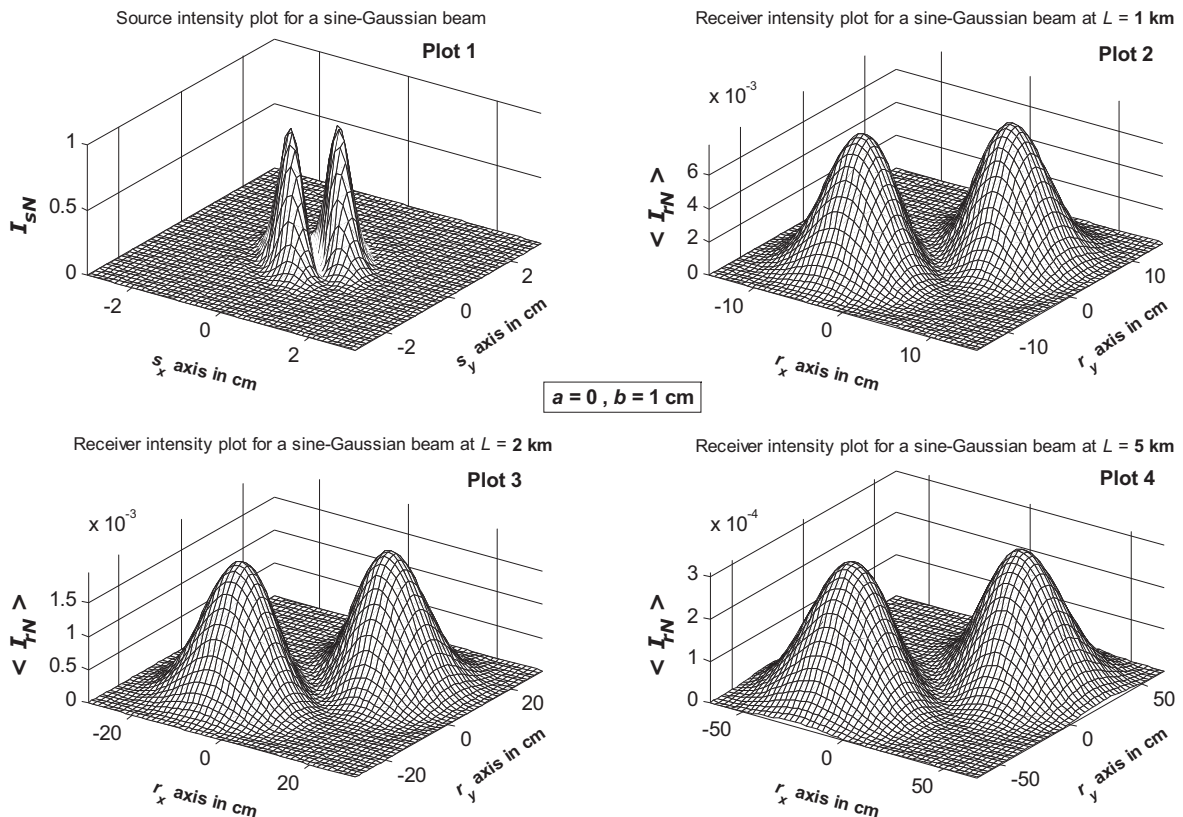 Source intensity plot for a sine-Gaussian beam
Plot 1
1
0.5
0
I_sN
-2
0
2
s_x axis in cm
-2
0
2
s_y axis in cm
Receiver intensity plot for a sine-Gaussian beam at L = 1 km
Plot 2
x 10^-3
6
4
2
0
< I_rN >
-10
0
10
r_x axis in cm
-10
0
10
r_y axis in cm
a = 0 , b = 1 cm
Receiver intensity plot for a sine-Gaussian beam at L = 2 km
Plot 3
x 10^-3
1.5
1
0.5
0
< I_rN >
-20
0
20
r_x axis in cm
-20
0
20
r_y axis in cm
Receiver intensity plot for a sine-Gaussian beam at L = 5 km
Plot 4
x 10^-4
3
2
1
0
< I_rN >
-50
0
50
r_x axis in cm
-50
0
50
r_y axis in cm